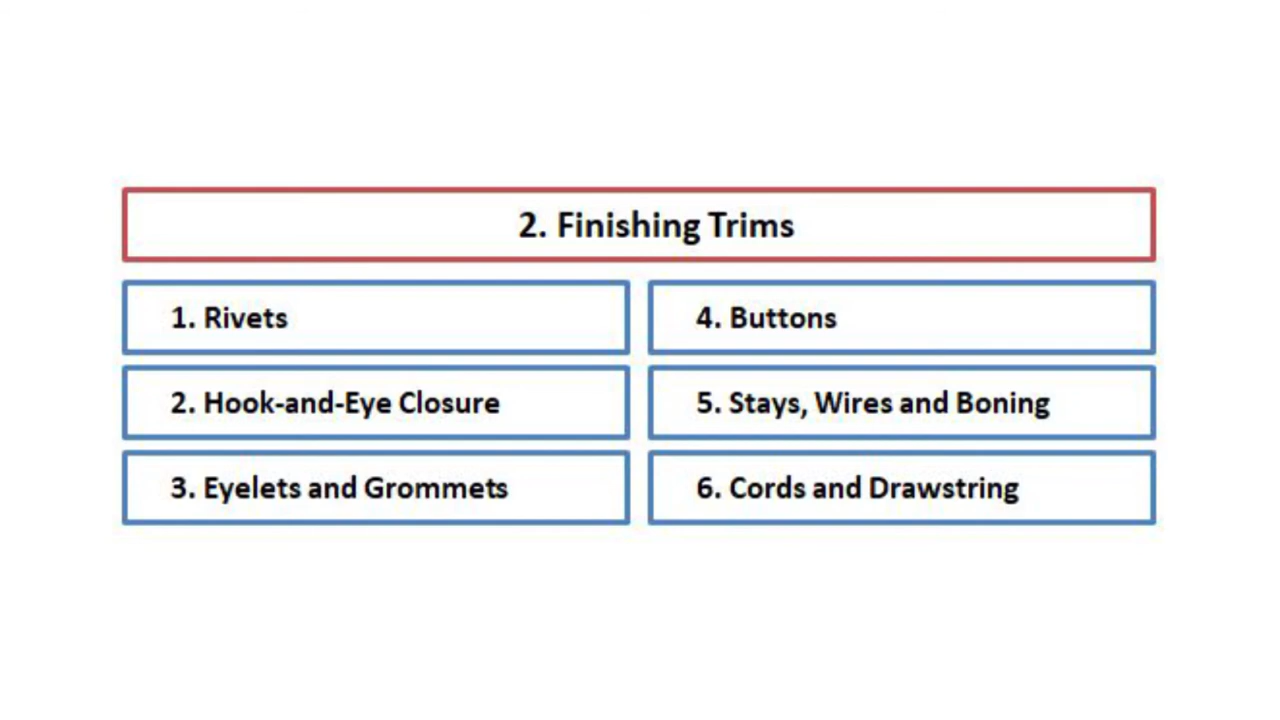 2. Finishing Trims
1. Rivets
2. Hook-and-Eye Closure
3. Eyelets and Grommets
4. Buttons
5. Stays, Wires and Boning
6. Cords and Drawstring